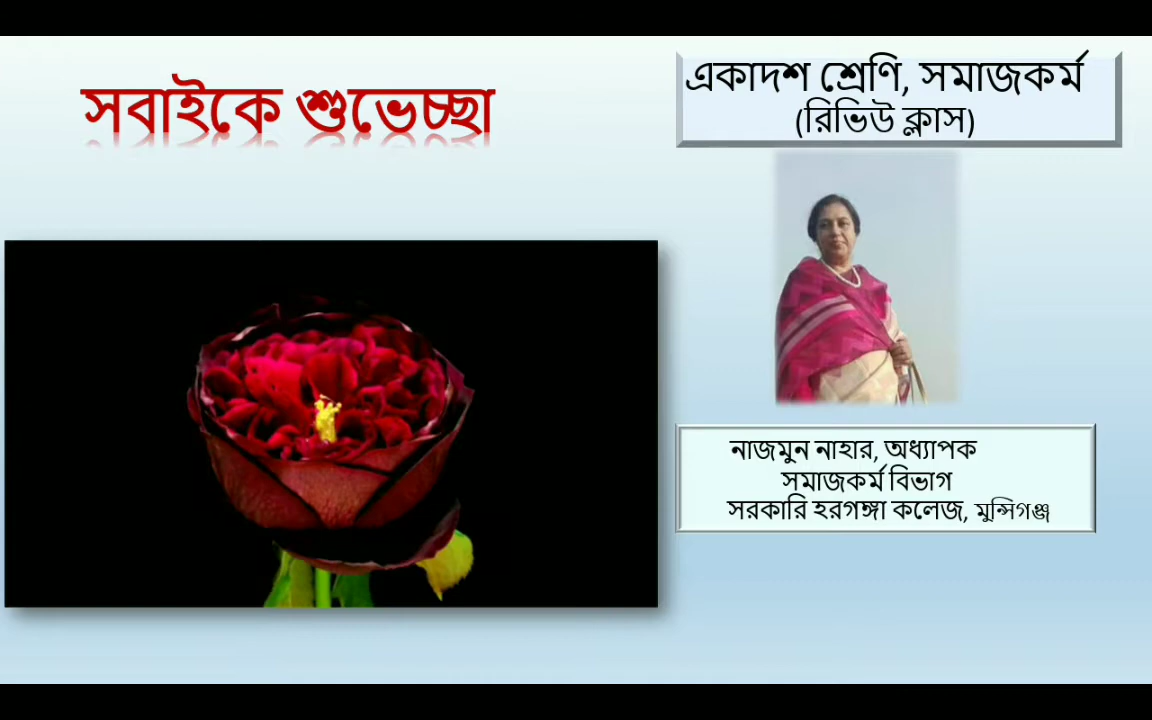 সবাইকে শুভেচ্ছা
একাদশ শ্রেণি, সমাজকর্ম
(রিভিউ ক্লাস)
নাজমুন নাহার, অধ্যাপক
সমাজকর্ম বিভাগ
সরকারি হরগঙ্গা কলেজ, মুন্সিগঞ্জ